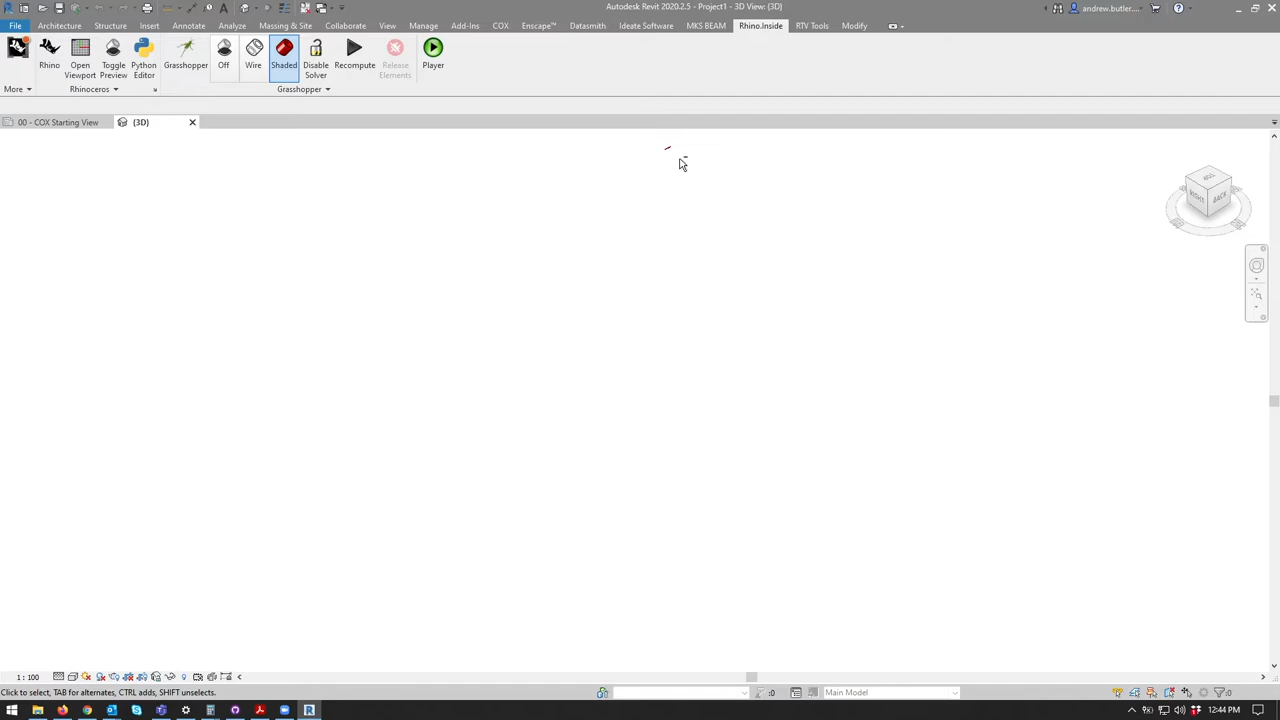 Autodesk Revit 2020.2.5 - Project1 - 3D View: {3D}
andrew.butler....
File Architecture Structure Insert Annotate Analyze Massing & Site Collaborate View Manage Add-Ins COX Enscape™ Datasmith Ideate Software MKS BEAM Rhino.Inside RTV Tools Modify
Rhino
Open Viewport
Toggle Preview
Python Editor
Grasshopper
Off
Wire
Shaded
Disable Solver
Recompute
Release Elements
Player
More
Rhinoceros
Grasshopper
00 - COX Starting View
{3D}
RIGHT
BACK
1 : 100
Click to select, TAB for alternates, CTRL adds, SHIFT unselects.
:0
Main Model
:0
12:44 PM